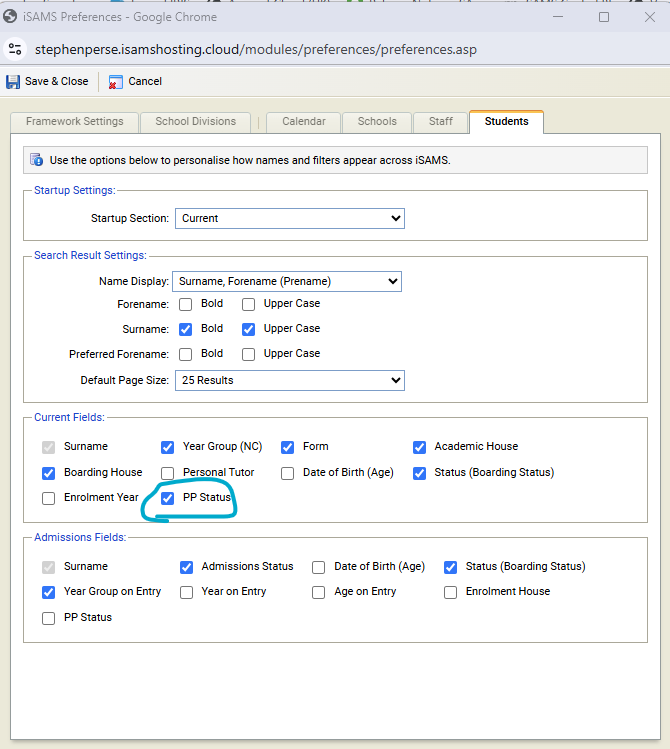 iSAMS Preferences - Google Chrome
stephenperse.isamshosting.cloud/modules/preferences/preferences.asp
Save & Close Cancel
Framework Settings School Divisions Calendar Schools Staff Students
Use the options below to personalise how names and filters appear across iSAMS.
Startup Settings:
Startup Section: Current
Search Result Settings:
Name Display: Surname, Forename (Prename)
Forename: Bold Upper Case
Surname: Bold Upper Case
Preferred Forename: Bold Upper Case
Default Page Size: 25 Results
Current Fields:
Surname Year Group (NC) Form Academic House
Boarding House Personal Tutor Date of Birth (Age) Status (Boarding Status)
Enrolment Year PP Status
Admissions Fields:
Surname Admissions Status Date of Birth (Age) Status (Boarding Status)
Year Group on Entry Year on Entry Age on Entry Enrolment House
PP Status